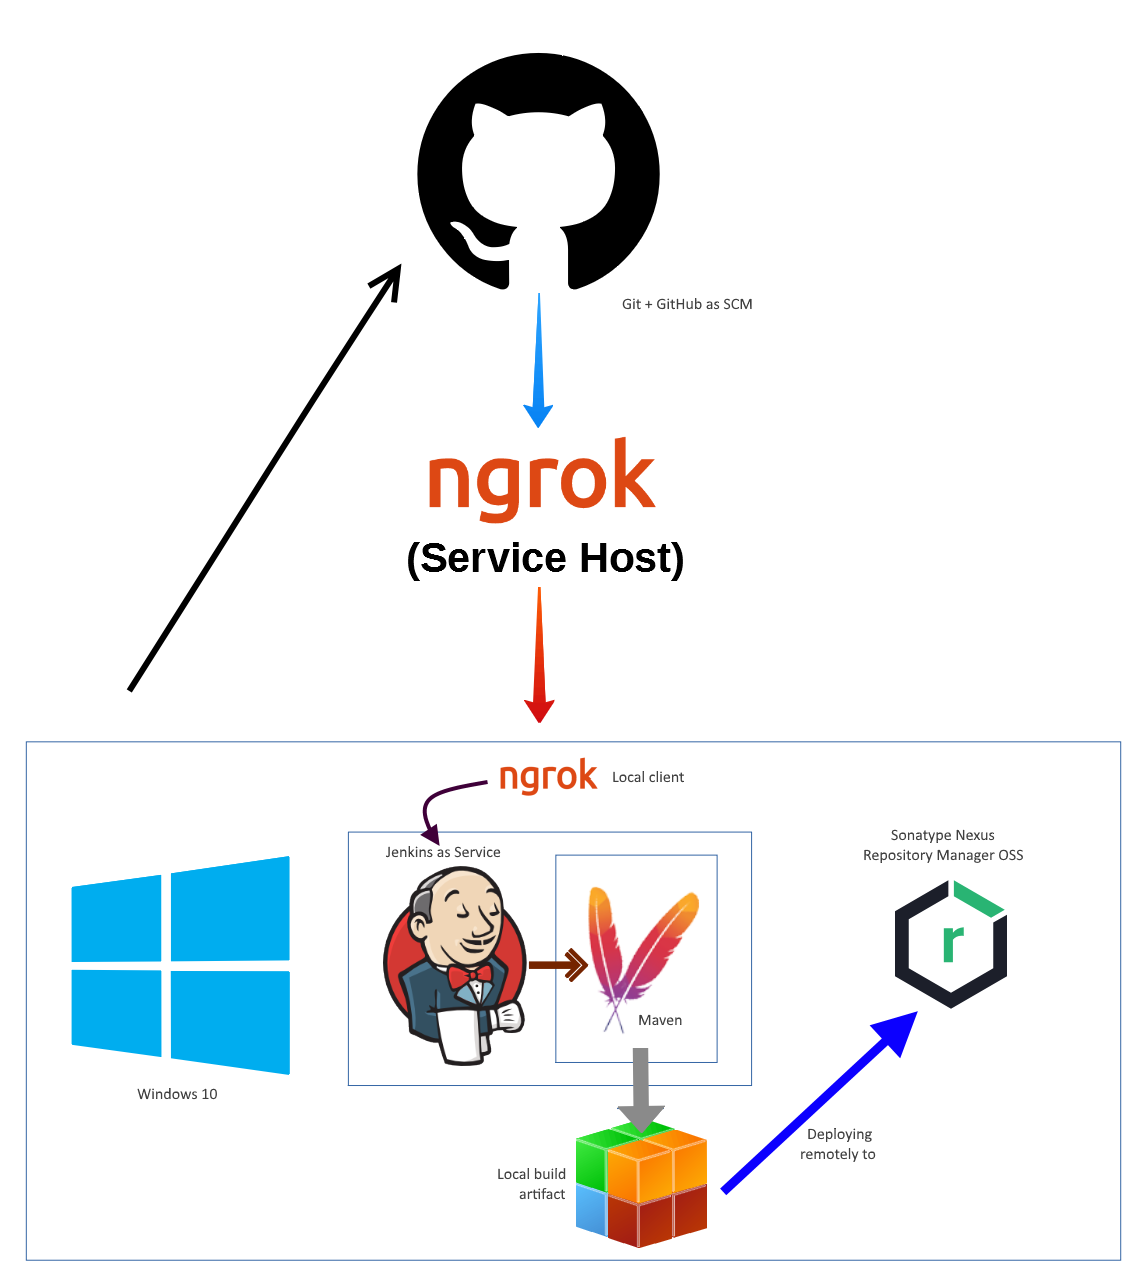 Git + GitHub as SCM
ngrok
(Service Host)
ngrok
Local client
Jenkins as Service
Sonatype Nexus
Repository Manager OSS
r
Maven
Windows 10
Deploying
remotely to
Local build
artifact